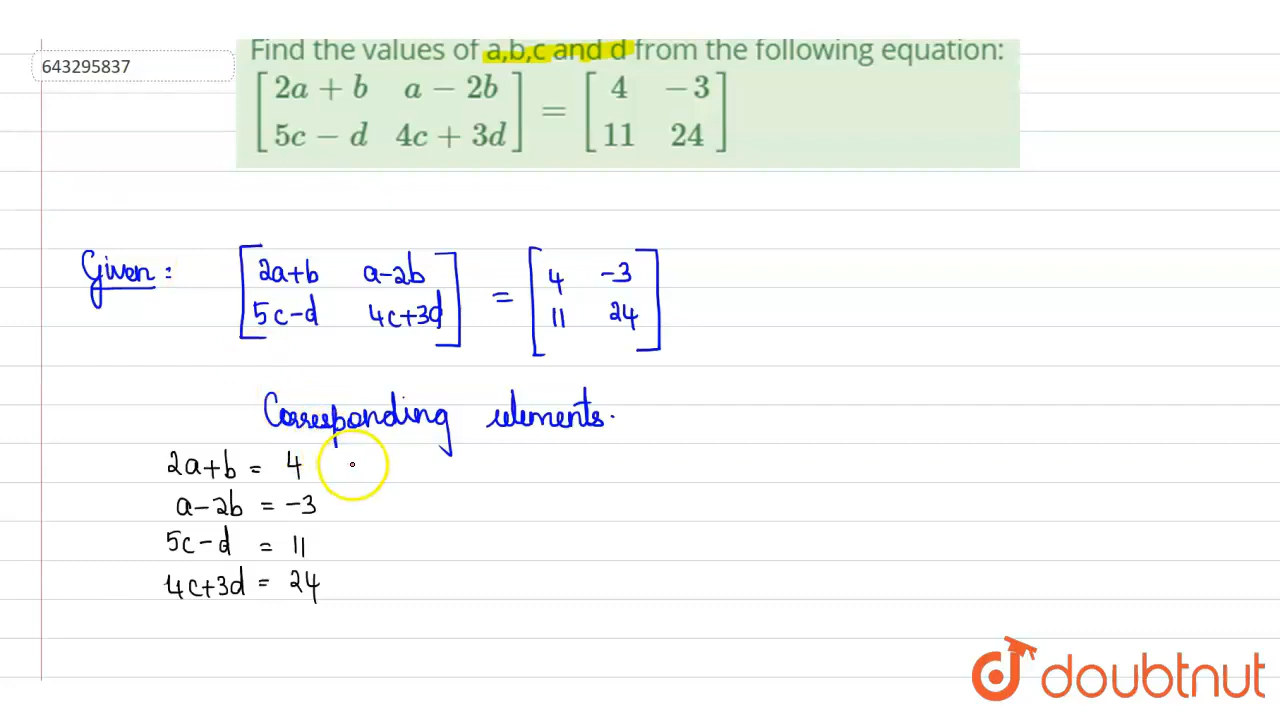 Find the values of a,b,c and d from the following equation:
643295837
[2a + b a − 2b] = [4 −3]
[5c − d 4c + 3d] [11 24]
Given: [2a+b a-2b] = [4 -3]
[5c-d 4c+3d] [11 24]
Corresponding elements.
2a+b = 4
a-2b = -3
5c-d = 11
4c+3d = 24
doubtnut